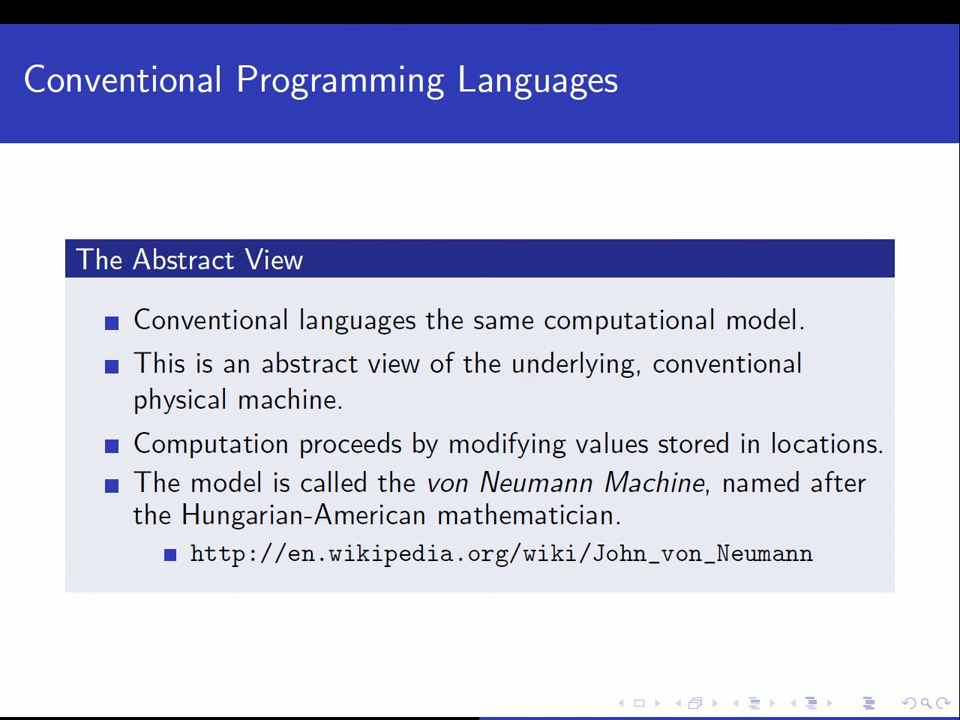 Conventional Programming Languages
The Abstract View
Conventional languages the same computational model.
This is an abstract view of the underlying, conventional
physical machine.
Computation proceeds by modifying values stored in locations.
The model is called the von Neumann Machine, named after
the Hungarian-American mathematician.
http://en.wikipedia.org/wiki/John_von_Neumann